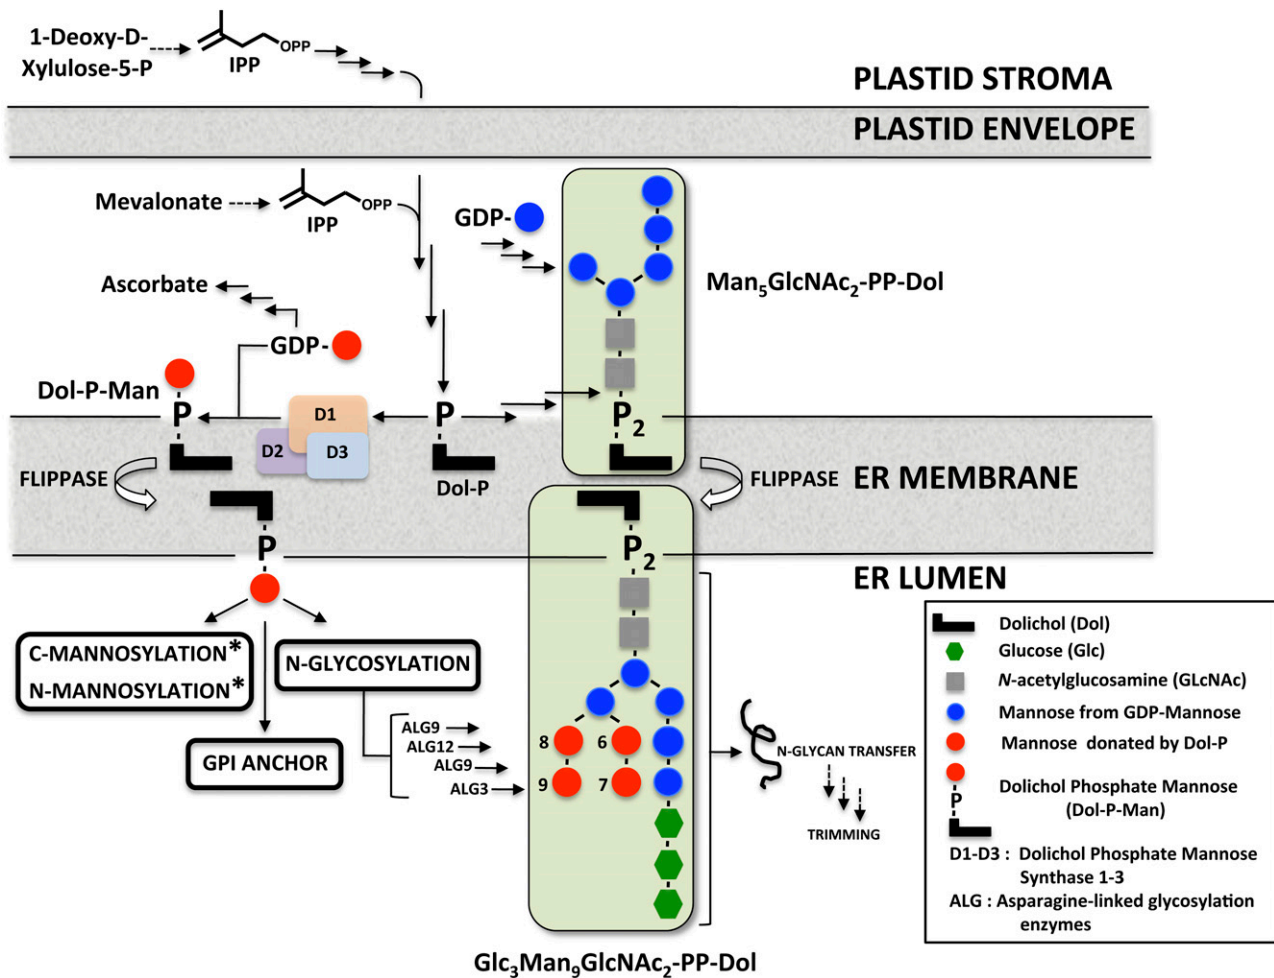 1-Deoxy-D-
Xylulose-5-P
OPP
IPP
PLASTID STROMA
PLASTID ENVELOPE
Mevalonate
OPP
IPP
GDP-
Man5GlcNAc2-PP-Dol
Ascorbate
GDP-
Dol-P-Man
P
D1
D2
D3
P
Dol-P
P2
FLIPPASE
FLIPPASE
ER MEMBRANE
P
P2
ER LUMEN
C-MANNOSYLATION*
N-MANNOSYLATION*
N-GLYCOSYLATION
GPI ANCHOR
ALG9
ALG12
ALG9
ALG3
8
6
9
7
N-GLYCAN TRANSFER
TRIMMING
Glc3Man9GlcNAc2-PP-Dol
Dolichol (Dol)
Glucose (Glc)
N-acetylglucosamine (GLcNAc)
Mannose from GDP-Mannose
Mannose donated by Dol-P
P
Dolichol Phosphate Mannose
(Dol-P-Man)
D1-D3 : Dolichol Phosphate Mannose
Synthase 1-3
ALG : Asparagine-linked glycosylation
enzymes